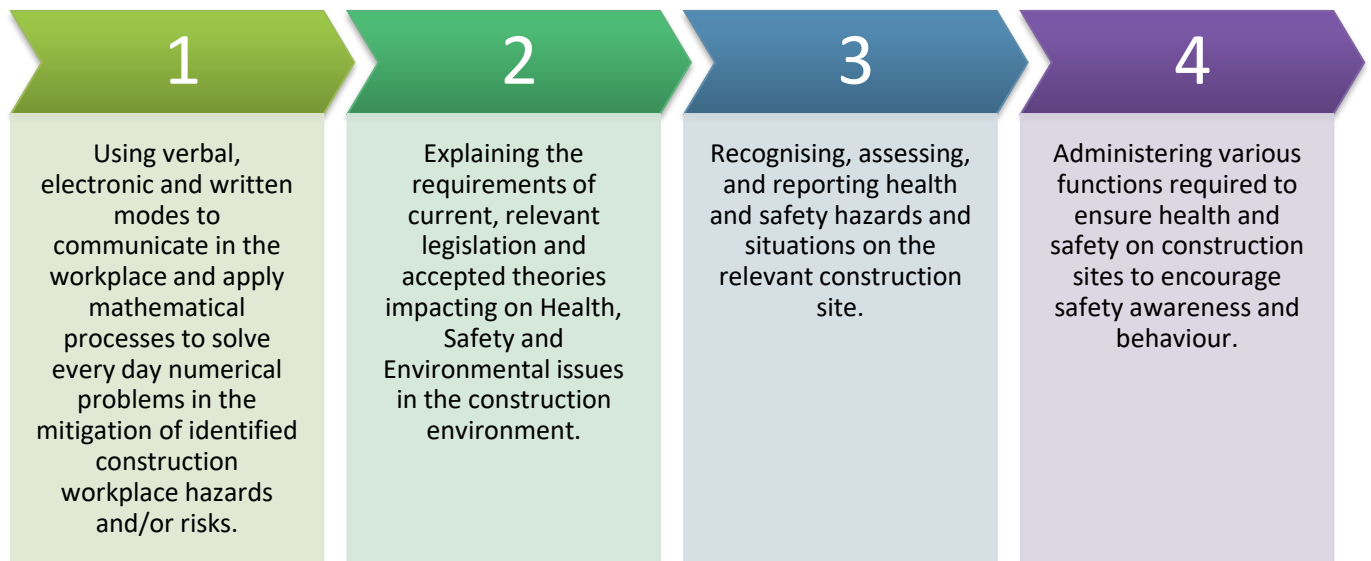 1
Using verbal,
electronic and written
modes to
communicate in the
workplace and apply
mathematical
processes to solve
every day numerical
problems in the
mitigation of identified
construction
workplace hazards
and/or risks.
2
Explaining the
requirements of
current, relevant
legislation and
accepted theories
impacting on Health,
Safety and
Environmental issues
in the construction
environment.
3
Recognising, assessing,
and reporting health
and safety hazards and
situations on the
relevant construction
site.
4
Administering various
functions required to
ensure health and
safety on construction
sites to encourage
safety awareness and
behaviour.